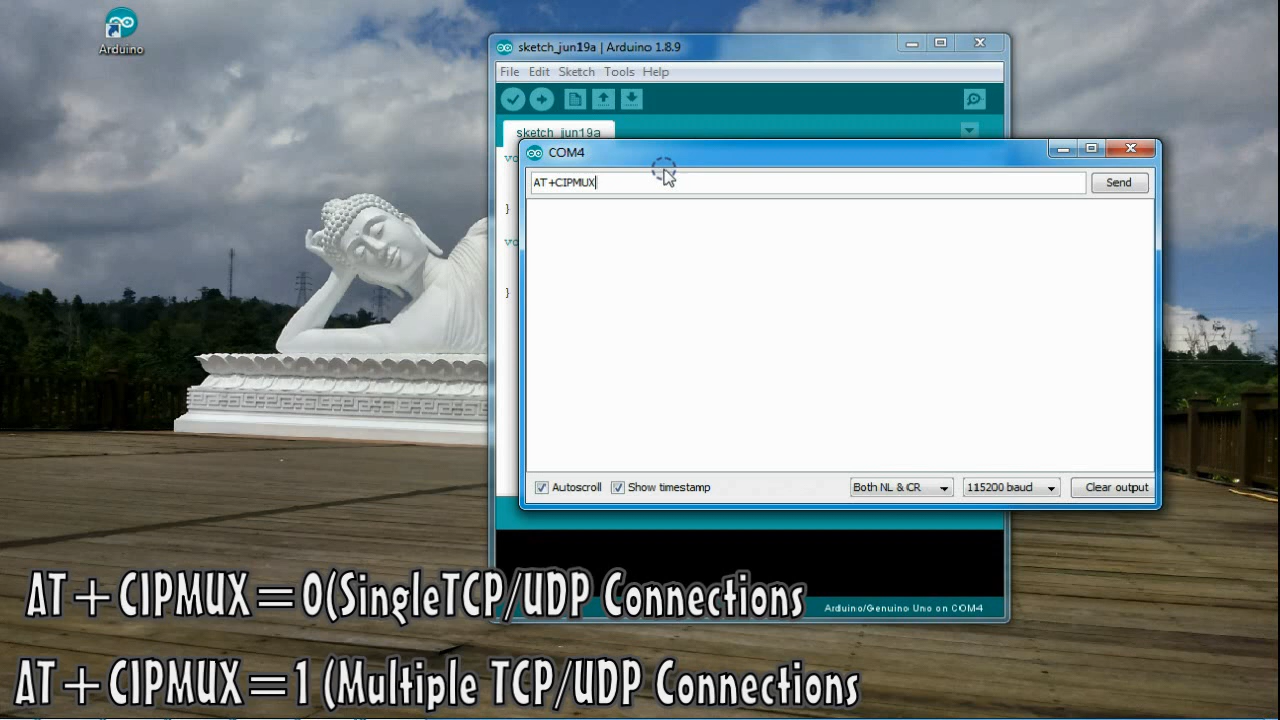 Arduino
sketch_jun19a | Arduino 1.8.9
File Edit Sketch Tools Help
sketch_jun19a
COM4
AT+CIPMUX
Send
}
}
Autoscroll
Show timestamp
Both NL & CR
115200 baud
Clear output
AT+CIPMUX=0(SingleTCP/UDP Connections
Arduino/Genuino Uno on COM4
AT+CIPMUX=1 (Multiple TCP/UDP Connections